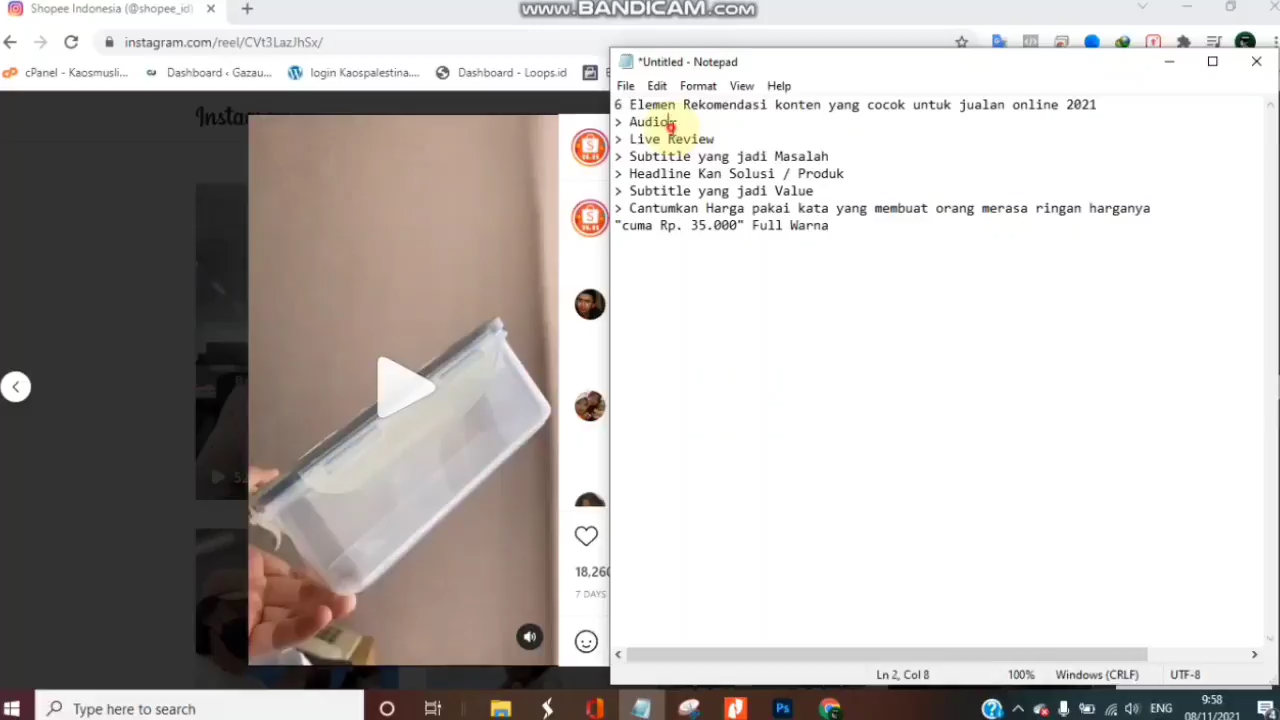 WWW.BANDICAM.COM
Shopee Indonesia (@shopee_id)
instagram.com/reel/CVt3LazJhSx/
cPanel - Kaosmusli...
Dashboard ‹ Gazau...
login Kaospalestina...
Dashboard - Loops.id
*Untitled - Notepad
File Edit Format View Help
6 Elemen Rekomendasi konten yang cocok untuk jualan online 2021
> Audior
> Live Review
> Subtitle yang jadi Masalah
> Headline Kan Solusi / Produk
> Subtitle yang jadi Value
> Cantumkan Harga pakai kata yang membuat orang merasa ringan harganya
"cuma Rp. 35.000" Full Warna
18,260
7 DAYS
Ln 2, Col 8 100% Windows (CRLF) UTF-8
Type here to search
ENG
9:58
08/11/2021